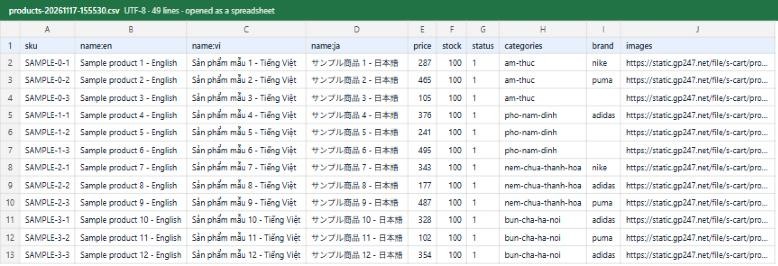 products-20261117-155530.csv UTF-8 · 49 lines · opened as a spreadsheet
A B C D E F G H I J
1 sku name:en name:vi name:ja price stock status categories brand images
2 SAMPLE-0-1 Sample product 1 - English Sản phẩm mẫu 1 - Tiếng Việt サンプル商品 1 - 日本語 287 100 1 am-thuc nike https://static.gp247.net/file/s-cart/pro...
3 SAMPLE-0-2 Sample product 2 - English Sản phẩm mẫu 2 - Tiếng Việt サンプル商品 2 - 日本語 465 100 1 am-thuc puma https://static.gp247.net/file/s-cart/pro...
4 SAMPLE-0-3 Sample product 3 - English Sản phẩm mẫu 3 - Tiếng Việt サンプル商品 3 - 日本語 105 100 1 am-thuc https://static.gp247.net/file/s-cart/pro...
5 SAMPLE-1-1 Sample product 4 - English Sản phẩm mẫu 4 - Tiếng Việt サンプル商品 4 - 日本語 376 100 1 pho-nam-dinh adidas https://static.gp247.net/file/s-cart/pro...
6 SAMPLE-1-2 Sample product 5 - English Sản phẩm mẫu 5 - Tiếng Việt サンプル商品 5 - 日本語 241 100 1 pho-nam-dinh https://static.gp247.net/file/s-cart/pro...
7 SAMPLE-1-3 Sample product 6 - English Sản phẩm mẫu 6 - Tiếng Việt サンプル商品 6 - 日本語 495 100 1 pho-nam-dinh https://static.gp247.net/file/s-cart/pro...
8 SAMPLE-2-1 Sample product 7 - English Sản phẩm mẫu 7 - Tiếng Việt サンプル商品 7 - 日本語 343 100 1 nem-chua-thanh-hoa nike https://static.gp247.net/file/s-cart/pro...
9 SAMPLE-2-2 Sample product 8 - English Sản phẩm mẫu 8 - Tiếng Việt サンプル商品 8 - 日本語 177 100 1 nem-chua-thanh-hoa adidas https://static.gp247.net/file/s-cart/pro...
10 SAMPLE-2-3 Sample product 9 - English Sản phẩm mẫu 9 - Tiếng Việt サンプル商品 9 - 日本語 487 100 1 nem-chua-thanh-hoa puma https://static.gp247.net/file/s-cart/pro...
11 SAMPLE-3-1 Sample product 10 - English Sản phẩm mẫu 10 - Tiếng Việt サンプル商品 10 - 日本語 328 100 1 bun-cha-ha-noi adidas https://static.gp247.net/file/s-cart/pro...
12 SAMPLE-3-2 Sample product 11 - English Sản phẩm mẫu 11 - Tiếng Việt サンプル商品 11 - 日本語 102 100 1 bun-cha-ha-noi puma https://static.gp247.net/file/s-cart/pro...
13 SAMPLE-3-3 Sample product 12 - English Sản phẩm mẫu 12 - Tiếng Việt サンプル商品 12 - 日本語 354 100 1 bun-cha-ha-noi adidas https://static.gp247.net/file/s-cart/pro...